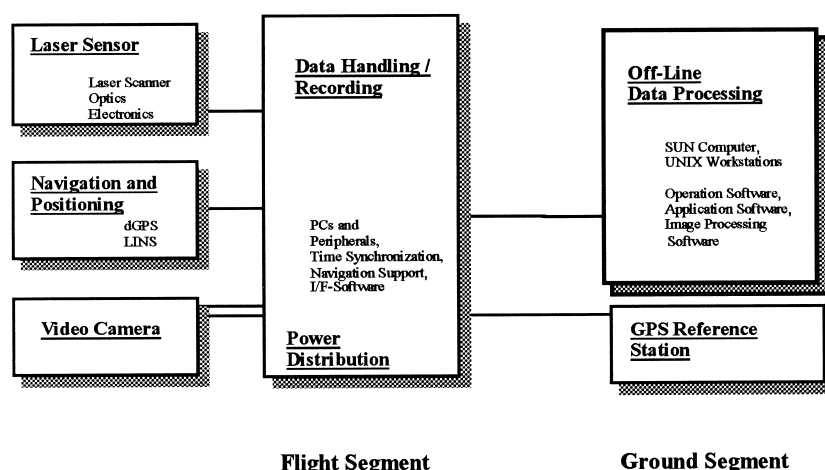 Laser Sensor
Laser Scanner
Optics
Electronics
Navigation and
Positioning
dGPS
LINS
Video Camera
Data Handling /
Recording
PCs and
Peripherals,
Time Synchronization,
Navigation Support,
I/F-Software
Power
Distribution
Off-Line
Data Processing
SUN Computer,
UNIX Workstations
Operation Software,
Application Software,
Image Processing
Software
GPS Reference
Station
Flight Segment
Ground Segment